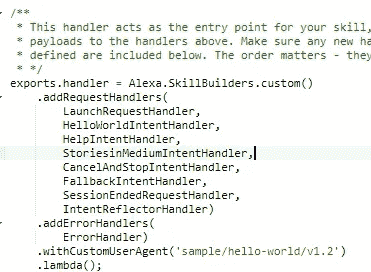 /**
* This handler acts as the entry point for your skill,
* payloads to the handlers above. Make sure any new ha
* defined are included below. The order matters - they
* */
exports.handler = Alexa.SkillBuilders.custom()
.addRequestHandlers(
LaunchRequestHandler,
HelloWorldIntentHandler,
HelpIntentHandler,
StoriesinMediumIntentHandler,
CancelAndStopIntentHandler,
FallbackIntentHandler,
SessionEndedRequestHandler,
IntentReflectorHandler)
.addErrorHandlers(
ErrorHandler)
.withCustomUserAgent('sample/hello-world/v1.2')
.lambda();